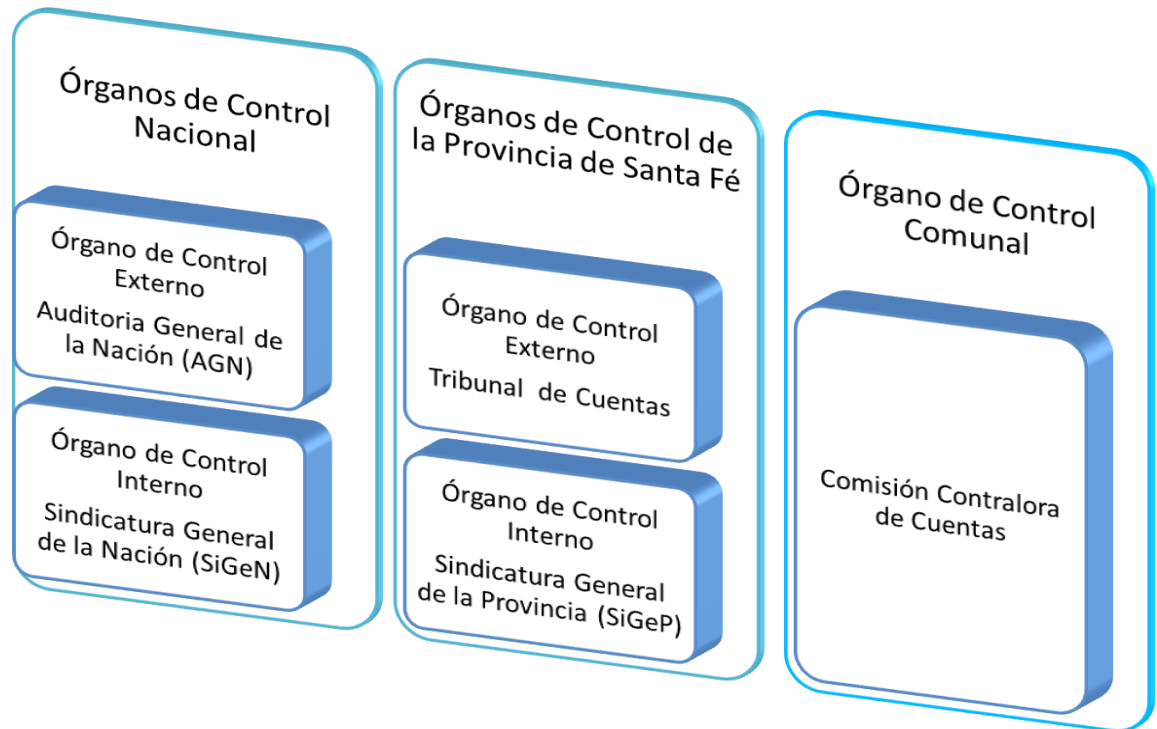 Órganos de Control
Nacional
Órgano de Control
Externo
Auditoria General de
la Nación (AGN)
Órgano de Control
Interno
Sindicatura General
de la Nación (SiGeN)
Órganos de Control de
la Provincia de Santa Fé
Órgano de Control
Externo
Tribunal de Cuentas
Órgano de Control
Interno
Sindicatura General
de la Provincia (SiGeP)
Órgano de Control
Comunal
Comisión Contralora
de Cuentas